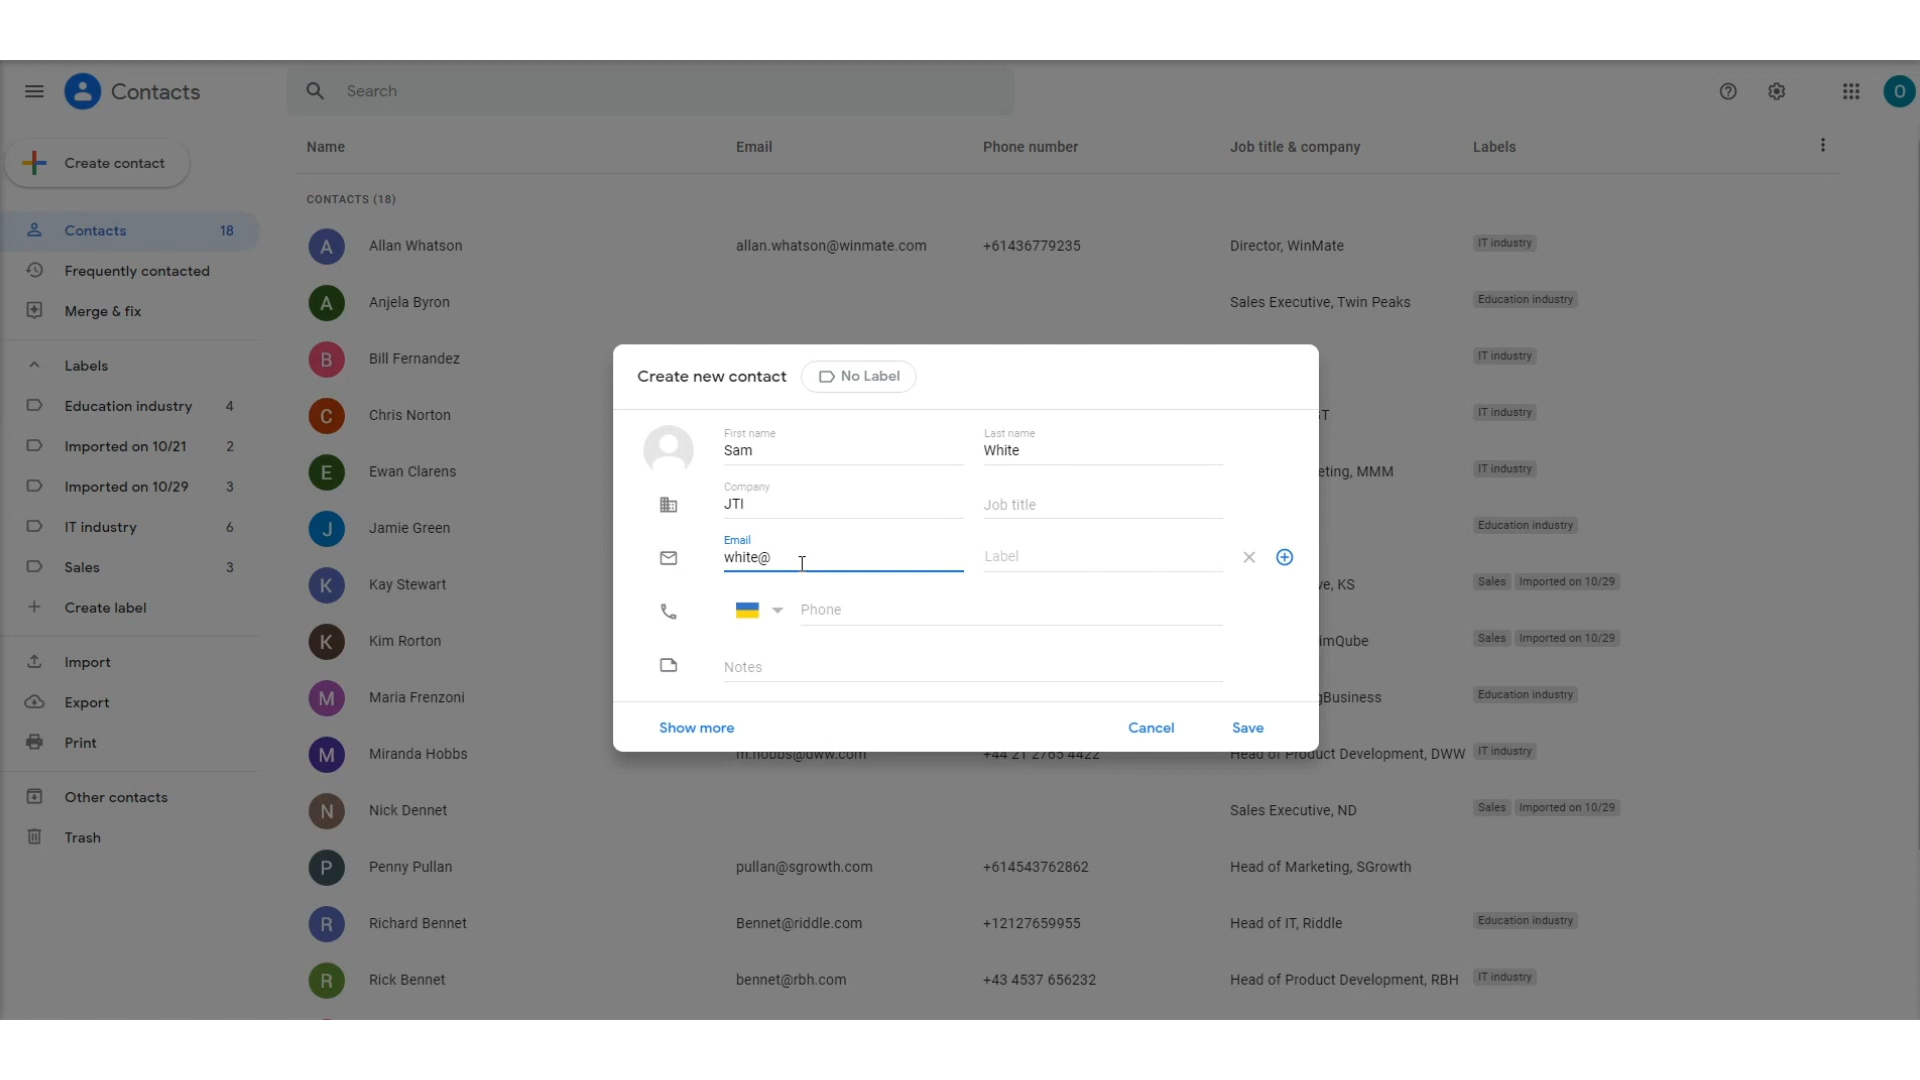 Contacts
Search
Create contact
Contacts 18
Frequently contacted
Merge & fix
Labels
Education industry 4
Imported on 10/21 2
Imported on 10/29 3
IT industry 6
Sales 3
Create label
Import
Export
Print
Other contacts
Trash
O
Name Email Phone number Job title & company Labels
CONTACTS (18)
A Allan Whatson allan.whatson@winmate.com +61436779235 Director, WinMate IT industry
A Anjela Byron Sales Executive, Twin Peaks Education industry
B Bill Fernandez IT industry
C Chris Norton IT industry
E Ewan Clarens eting, MMM IT industry
J Jamie Green Education industry
K Kay Stewart ve, KS Sales Imported on 10/29
K Kim Rorton imQube Sales Imported on 10/29
M Maria Frenzoni gBusiness Education industry
M Miranda Hobbs m.hobbs@dww.com +44 21 2765 4422 Head of Product Development, DWW IT industry
N Nick Dennet Sales Executive, ND Sales Imported on 10/29
P Penny Pullan pullan@sgrowth.com +614543762862 Head of Marketing, SGrowth
R Richard Bennet Bennet@riddle.com +12127659955 Head of IT, Riddle Education industry
R Rick Bennet bennet@rbh.com +43 4537 656232 Head of Product Development, RBH IT industry
Create new contact No Label
First name Last name
Sam White
Company
JTI Job title
Email
white@ Label
Phone
Notes
Show more Cancel Save